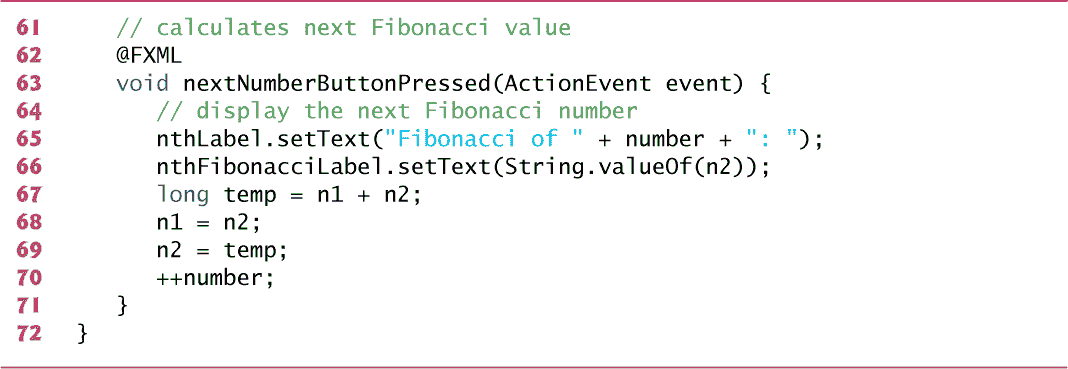 61 // calculates next Fibonacci value
62 @FXML
63 void nextNumberButtonPressed(ActionEvent event) {
64 // display the next Fibonacci number
65 nthLabel.setText("Fibonacci of " + number + ": ");
66 nthFibonacciLabel.setText(String.valueOf(n2));
67 long temp = n1 + n2;
68 n1 = n2;
69 n2 = temp;
70 ++number;
71 }
72 }